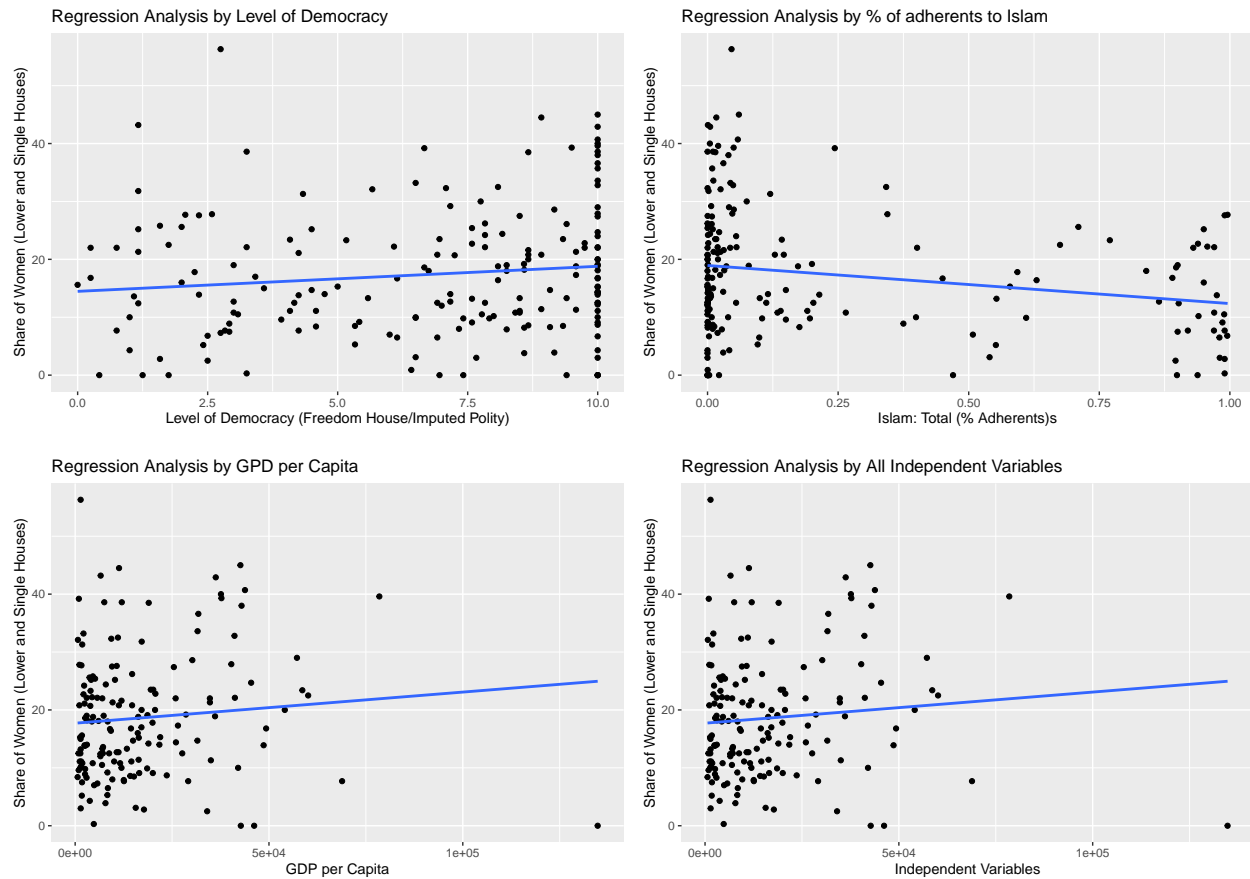 Regression Analysis by Level of Democracy
Share of Women (Lower and Single Houses)
40
20
0
0.0 2.5 5.0 7.5 10.0
Level of Democracy (Freedom House/Imputed Polity)
Regression Analysis by % of adherents to Islam
Share of Women (Lower and Single Houses)
40
20
0
0.00 0.25 0.50 0.75 1.00
Islam: Total (% Adherents)s
Regression Analysis by GPD per Capita
Share of Women (Lower and Single Houses)
40
20
0
0e+00 5e+04 1e+05
GDP per Capita
Regression Analysis by All Independent Variables
Share of Women (Lower and Single Houses)
40
20
0
0e+00 5e+04 1e+05
Independent Variables